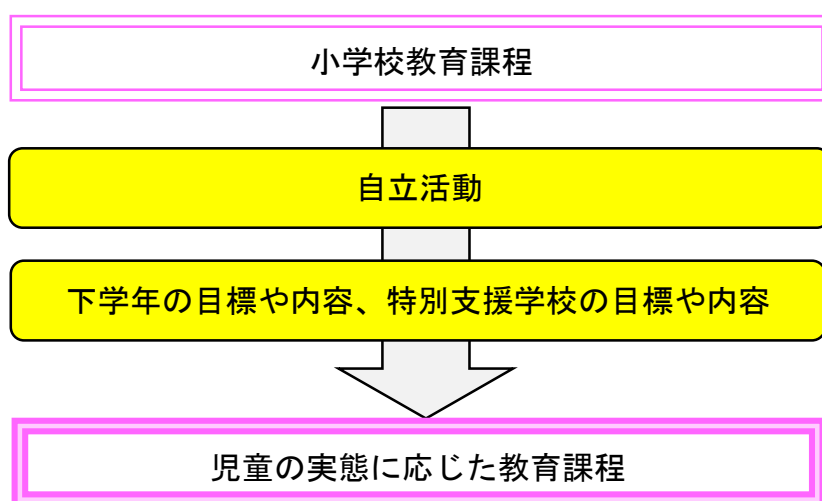 小学校教育課程
自立活動
下学年の目標や内容、特別支援学校の目標や内容
児童の実態に応じた教育課程